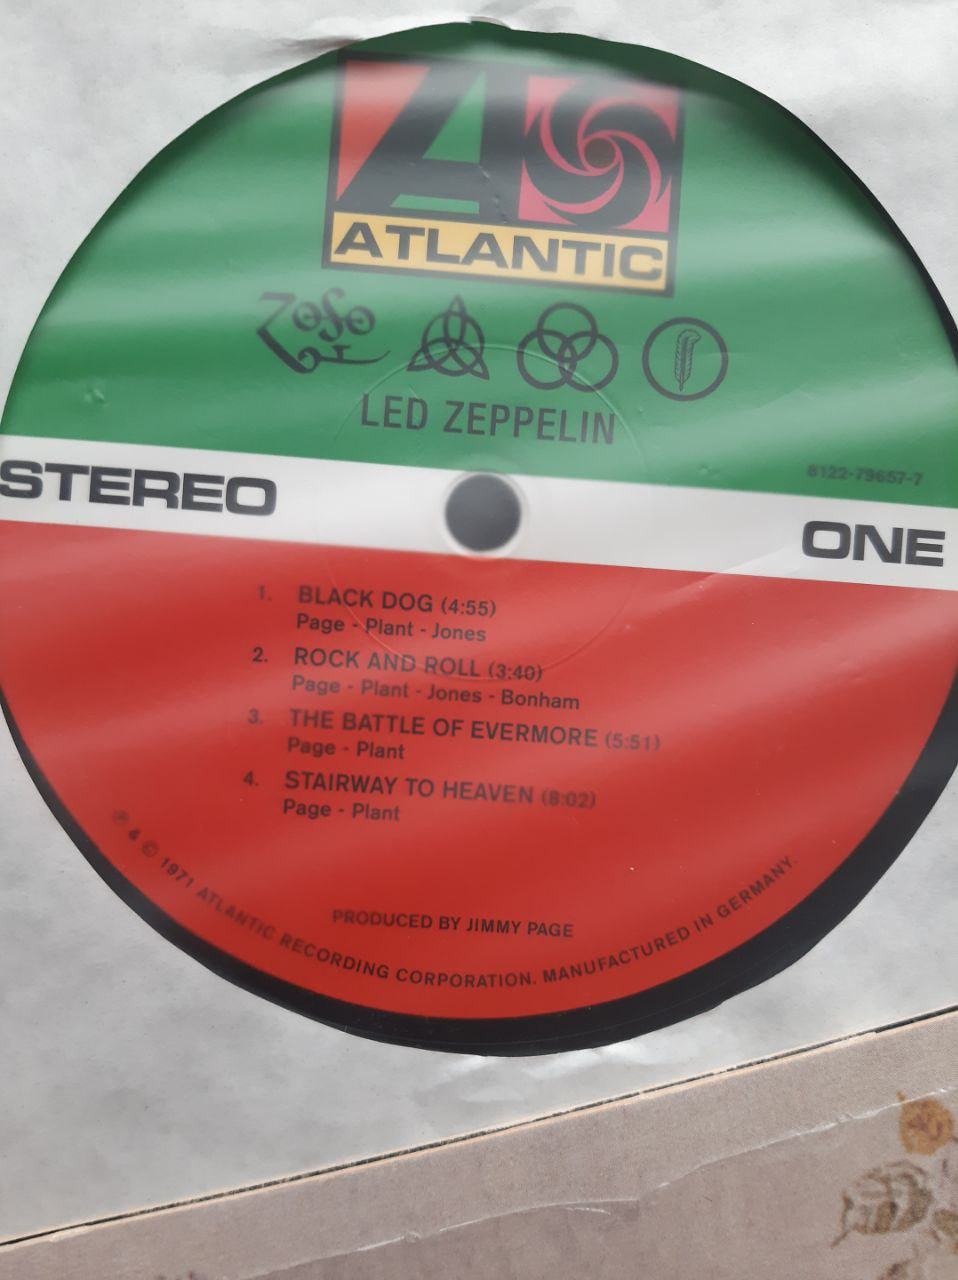 ATLANTIC
LED ZEPPELIN
8122-79657-7
STEREO
ONE
1. BLACK DOG (4:55)
Page - Plant - Jones
2. ROCK AND ROLL (3:40)
Page - Plant - Jones - Bonham
3. THE BATTLE OF EVERMORE (5:51)
Page - Plant
4. STAIRWAY TO HEAVEN (8:02)
Page - Plant
PRODUCED BY JIMMY PAGE
℗ & © 1971 ATLANTIC RECORDING CORPORATION. MANUFACTURED IN GERMANY.